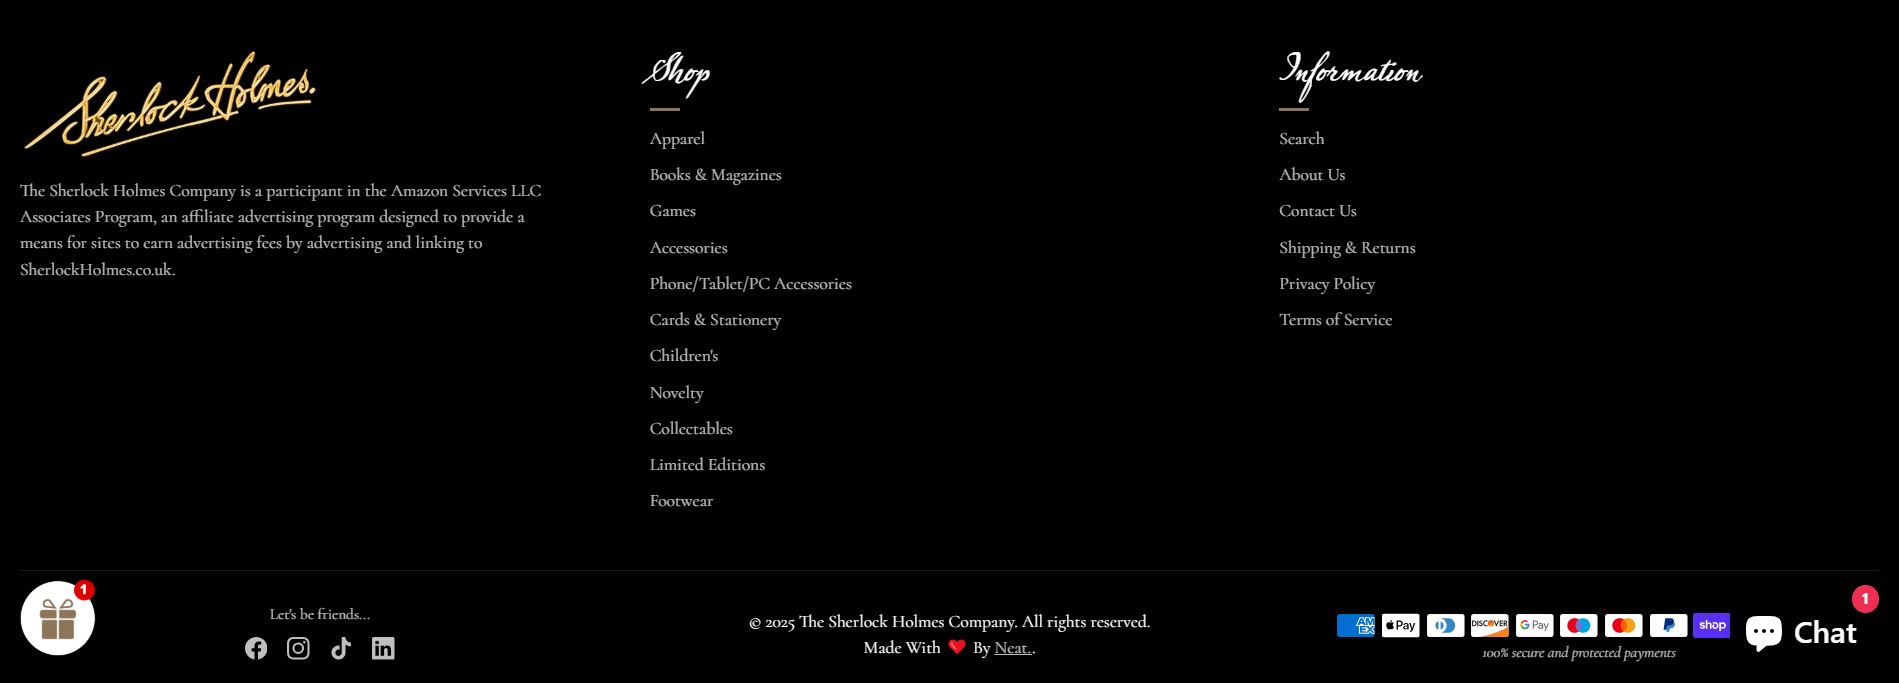 Sherlock Holmes.
The Sherlock Holmes Company is a participant in the Amazon Services LLC
Associates Program, an affiliate advertising program designed to provide a
means for sites to earn advertising fees by advertising and linking to
SherlockHolmes.co.uk.
Shop
Apparel
Books & Magazines
Games
Accessories
Phone/Tablet/PC Accessories
Cards & Stationery
Children's
Novelty
Collectables
Limited Editions
Footwear
Information
Search
About Us
Contact Us
Shipping & Returns
Privacy Policy
Terms of Service
1
Let's be friends...
© 2025 The Sherlock Holmes Company. All rights reserved.
Made With ❤ By Neat..
AMEX Pay DISCOVER G Pay shop
100% secure and protected payments
1
Chat